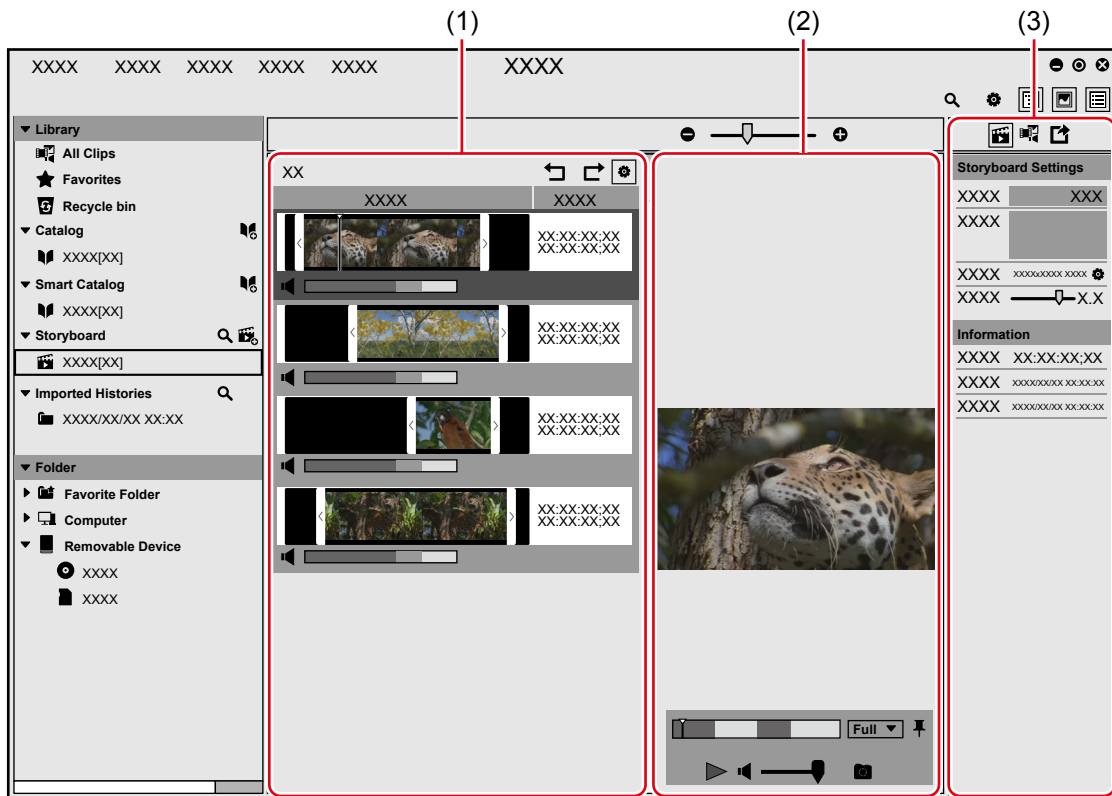 (1) (2) (3)
XXXX XXXX XXXX XXXX XXXX XXXX
Library
All Clips
Favorites
Recycle bin
Catalog
XXXX[XX]
Smart Catalog
XXXX[XX]
Storyboard
XXXX[XX]
Imported Histories
XXXX/XX/XX XX:XX
Folder
Favorite Folder
Computer
Removable Device
XXXX
XXXX
XX
XXXX XXXX
XX:XX:XX;XX
XX:XX:XX;XX
XX:XX:XX;XX
XX:XX:XX;XX
XX:XX:XX;XX
XX:XX:XX;XX
XX:XX:XX;XX
XX:XX:XX;XX
Full
Storyboard Settings
XXXX XXX
XXXX
XXXX XXXXxXXXX XXXX
XXXX X.X
Information
XXXX XX:XX:XX;XX
XXXX XXXX/XX/XX XX:XX:XX
XXXX XXXX/XX/XX XX:XX:XX